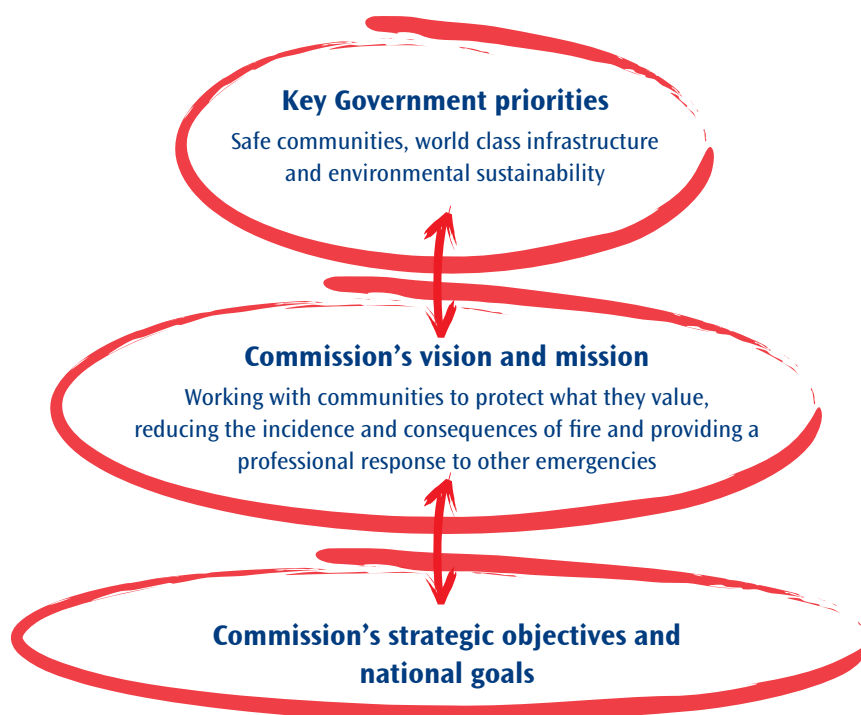 Key Government priorities
Safe communities, world class infrastructure
and environmental sustainability
Commission’s vision and mission
Working with communities to protect what they value,
reducing the incidence and consequences of fire and providing a
professional response to other emergencies
Commission’s strategic objectives and
national goals